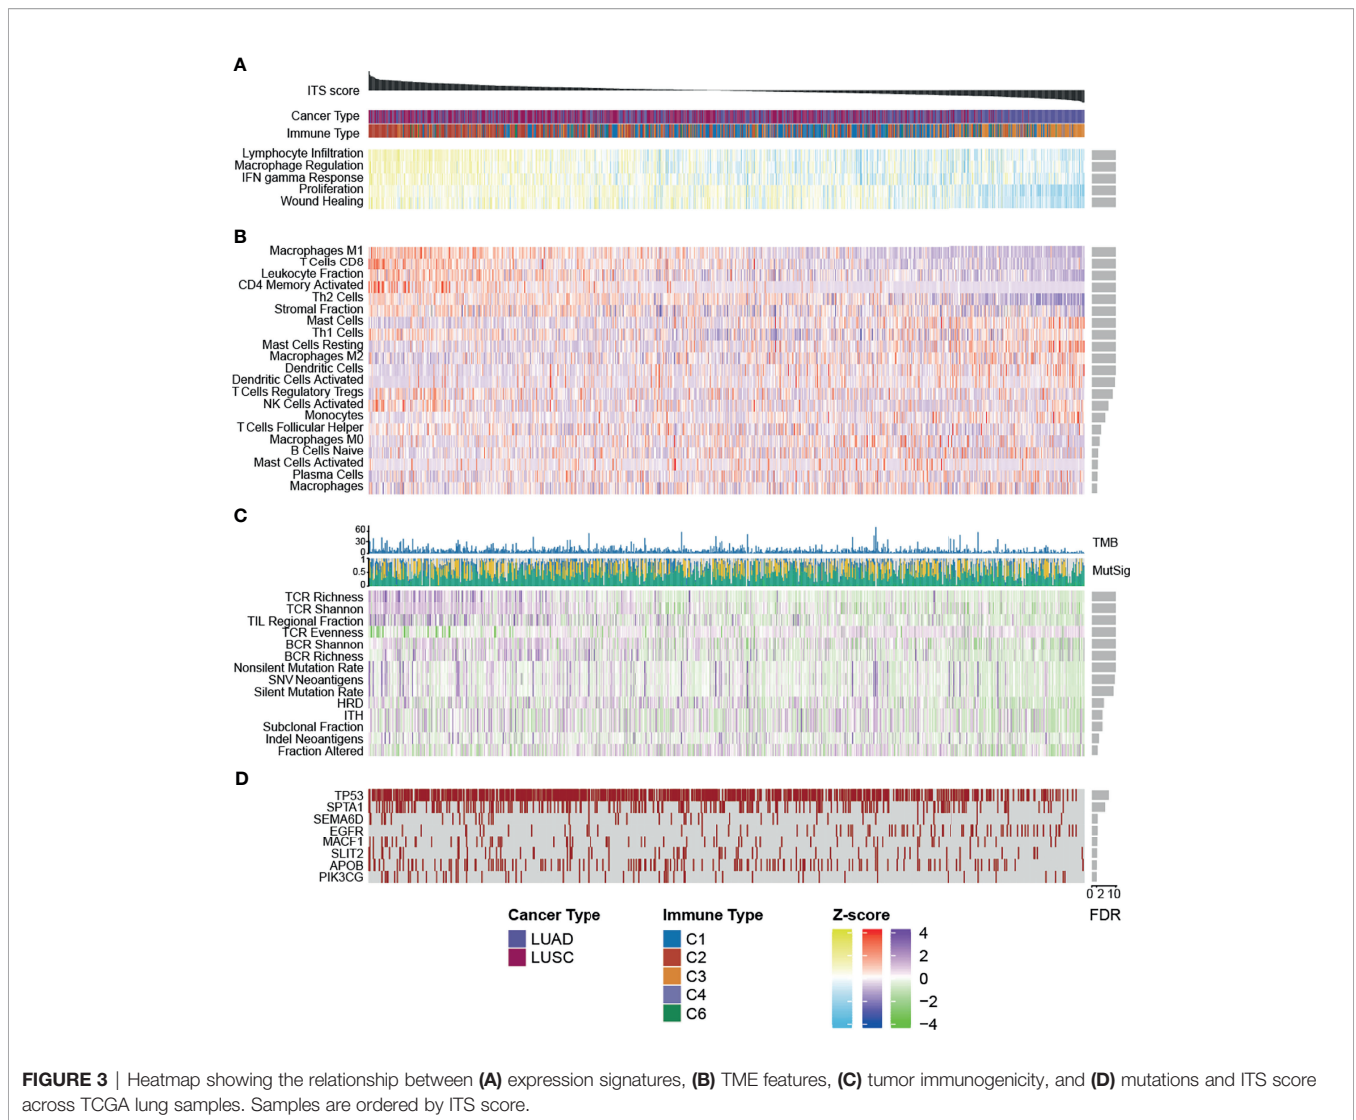 A
ITS score
Cancer Type
Immune Type
Lymphocyte Infiltration
Macrophage Regulation
IFN gamma Response
Proliferation
Wound Healing
B
Macrophages M1
T Cells CD8
Leukocyte Fraction
CD4 Memory Activated
Th2 Cells
Stromal Fraction
Mast Cells
Th1 Cells
Mast Cells Resting
Macrophages M2
Dendritic Cells
Dendritic Cells Activated
T Cells Regulatory Tregs
NK Cells Activated
Monocytes
T Cells Follicular Helper
Macrophages M0
B Cells Naive
Mast Cells Activated
Plasma Cells
Macrophages
C
60
30
0
TMB
1
0.5
0
MutSig
TCR Richness
TCR Shannon
TIL Regional Fraction
TCR Evenness
BCR Shannon
BCR Richness
Nonsilent Mutation Rate
SNV Neoantigens
Silent Mutation Rate
HRD
ITH
Subclonal Fraction
Indel Neoantigens
Fraction Altered
D
TP53
SPTA1
SEMA6D
EGFR
MACF1
SLIT2
APOB
PIK3CG
0 2 10
FDR
Cancer Type
LUAD
LUSC
Immune Type
C1
C2
C3
C4
C6
Z-score
4
2
0
−2
−4
FIGURE 3 | Heatmap showing the relationship between (A) expression signatures, (B) TME features, (C) tumor immunogenicity, and (D) mutations and ITS score
across TCGA lung samples. Samples are ordered by ITS score.